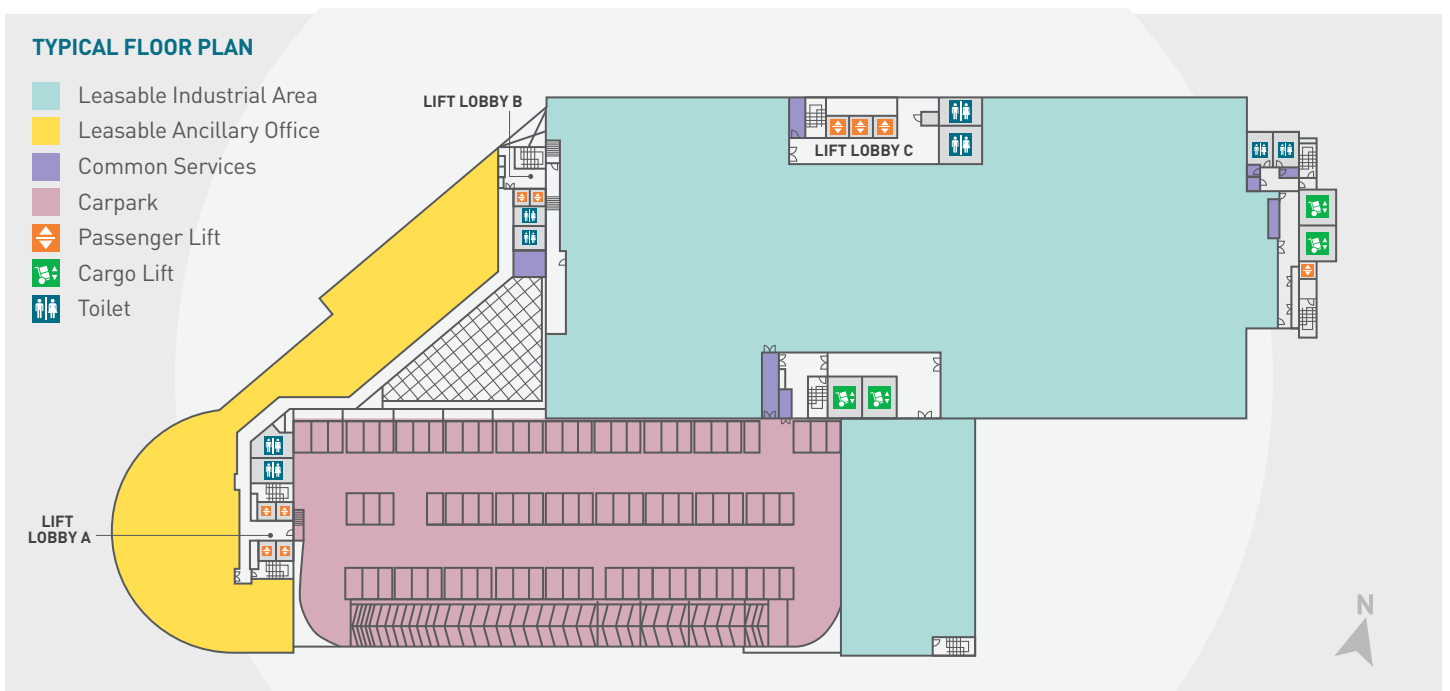 TYPICAL FLOOR PLAN
Leasable Industrial Area
Leasable Ancillary Office
Common Services
Carpark
Passenger Lift
Cargo Lift
Toilet
LIFT LOBBY B
LIFT LOBBY C
LIFT
LOBBY A
N